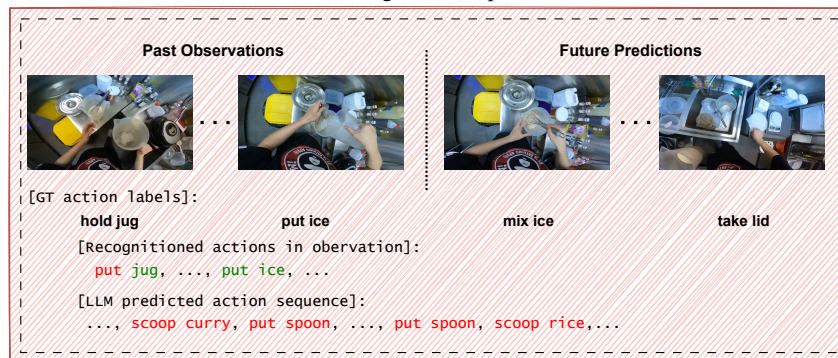 Past Observations
Future Predictions
...
...
[GT action labels]:
hold jug
put ice
mix ice
take lid
[Recognitioned actions in obervation]:
put jug, ..., put ice, ...
[LLM predicted action sequence]:
..., scoop curry, put spoon, ..., put spoon, scoop rice,...